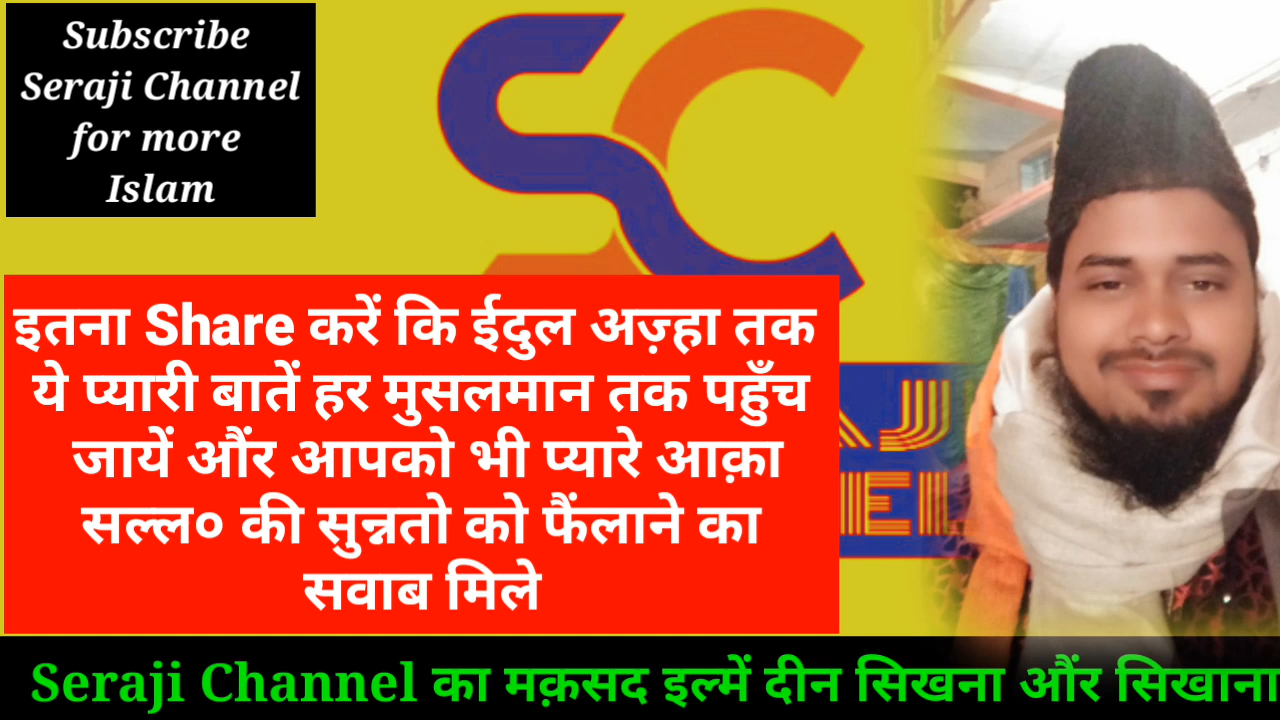 Subscribe
Seraji Channel
for more
Islam
SC
इतना Share करें कि ईदुल अज़्हा तक
ये प्यारी बातें हर मुसलमान तक पहुँच
जायें औंर आपको भी प्यारे आक़ा
सल्ल० की सुन्नतो को फैंलाने का
सवाब मिले
Seraji Channel का मक़सद इल्में दीन सिखना औंर सिखाना